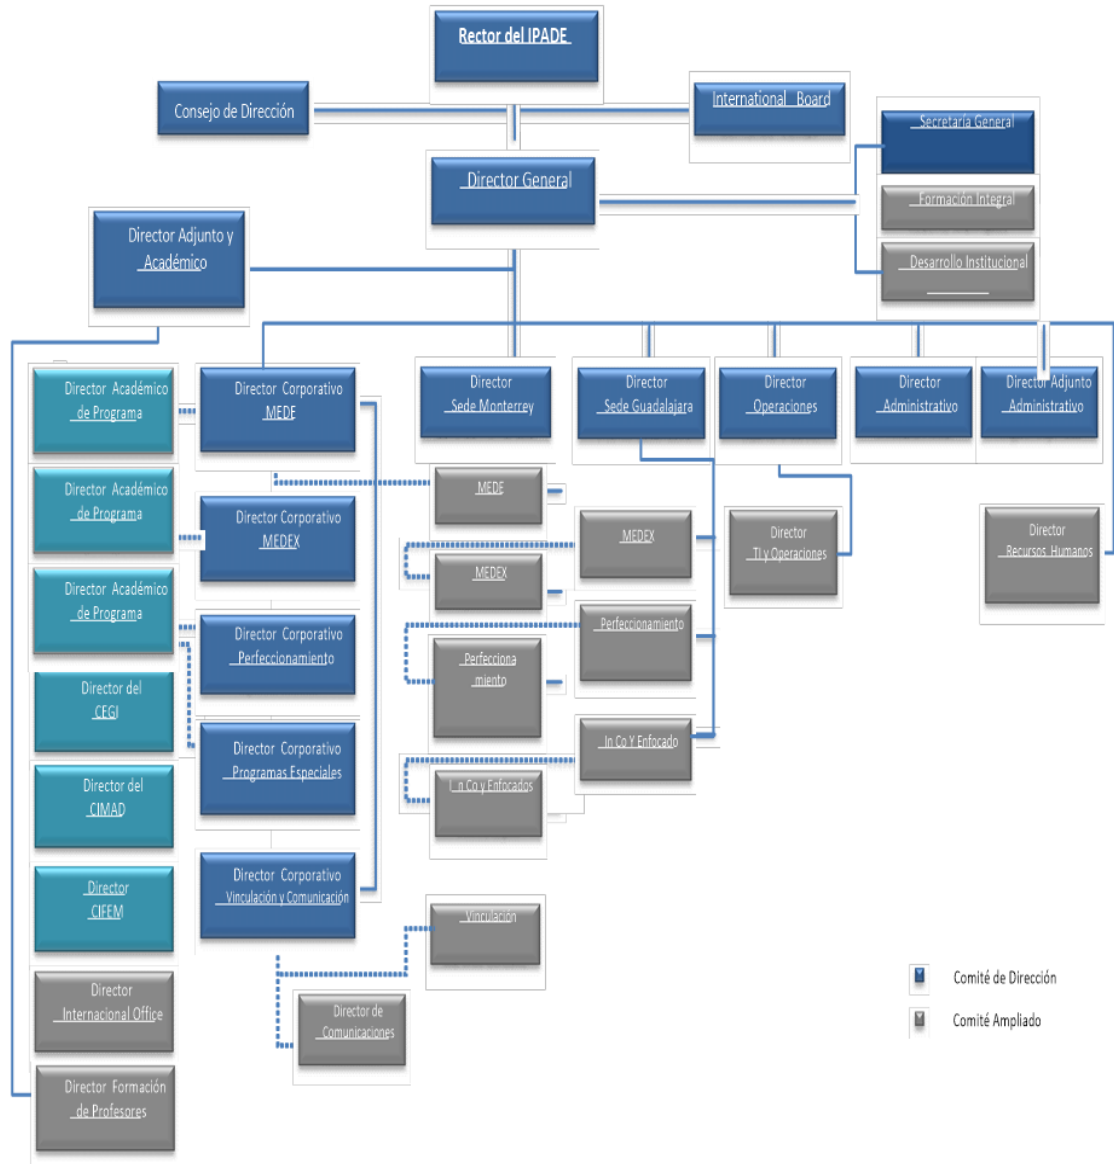 Rector del IPADE
Consejo de Dirección
International Board
Secretaría General
Director General
Formación Integral
Director Adjunto y
Académico
Desarrollo Institucional
Director Académico
de Programa
Director Corporativo
MEDE
Director
Sede Monterrey
Director
Sede Guadalajara
Director
Operaciones
Director
Administrativo
Director Adjunto
Administrativo
Director Académico
de Programa
Director Corporativo
MEDEX
MEDE
MEDEX
Director
TI y Operaciones
Director
Recursos Humanos
Director Académico
de Programa
Director Corporativo
Perfeccionamiento
MEDEX
Perfecciona
miento
Perfeccionamiento
Director del
CEGI
Director Corporativo
Programas Especiales
In Co Y Enfocado
Director del
CIMAD
I n Co y Enfocados
Director
CIFEM
Director Corporativo
Vinculación y Comunicación
Vinculación
Director
Internacional Office
Director de
Comunicaciones
Director Formación
de Profesores
Comité de Dirección
Comité Ampliado